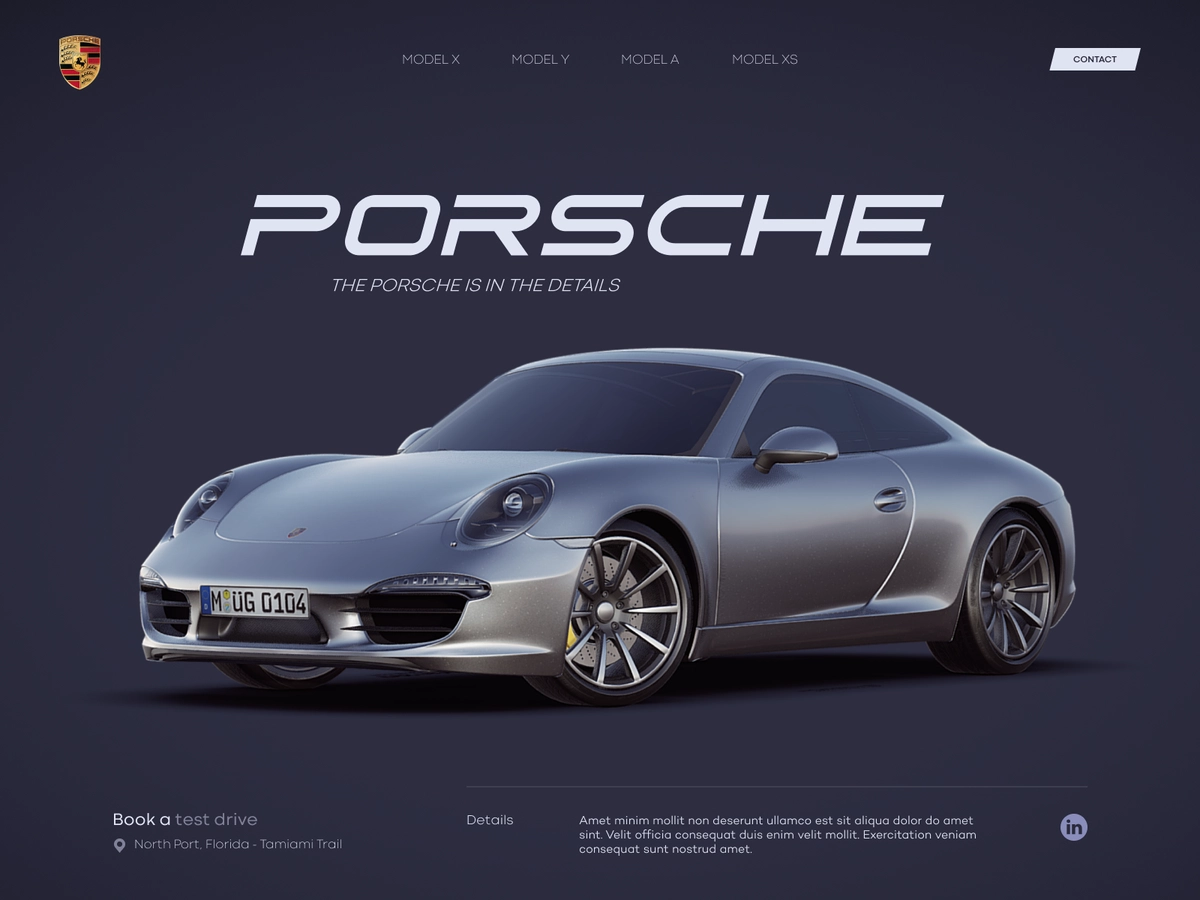 PORSCHE
MODEL X
MODEL Y
MODEL A
MODEL XS
CONTACT
PORSCHE
THE PORSCHE IS IN THE DETAILS
M ÜG 0104
Book a test drive
North Port, Florida - Tamiami Trail
Details
Amet minim mollit non deserunt ullamco est sit aliqua dolor do amet
sint. Velit officia consequat duis enim velit mollit. Exercitation veniam
consequat sunt nostrud amet.
in